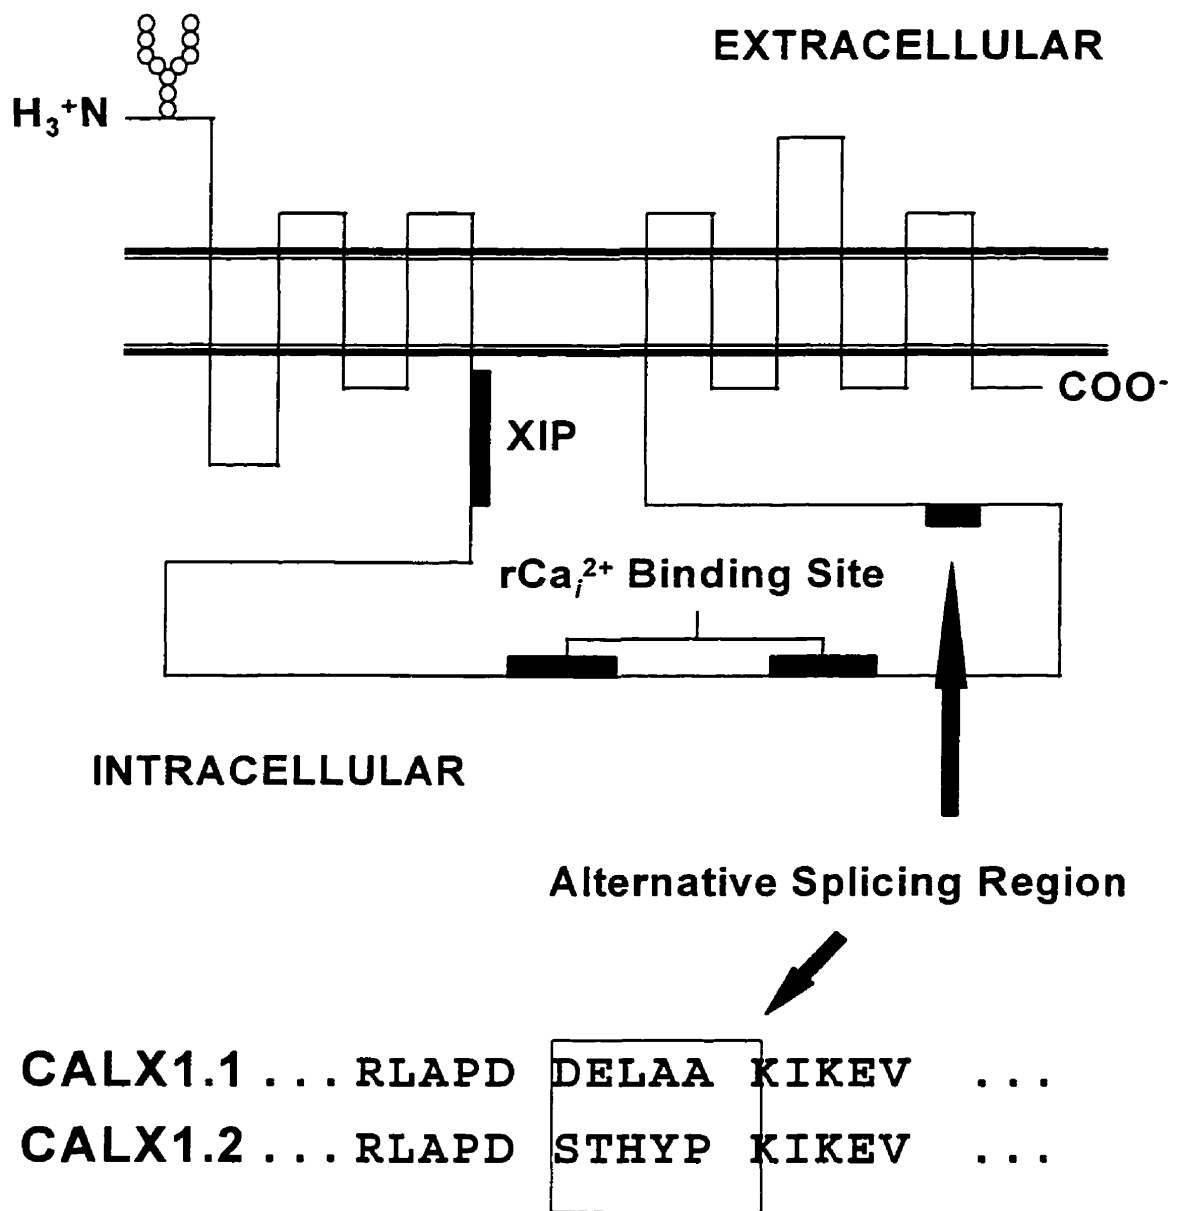 EXTRACELLULAR
H₃⁺N
COO⁻
XIP
rCaᵢ²⁺ Binding Site
INTRACELLULAR
Alternative Splicing Region
CALX1.1 ... RLAPD DELAA KIKEV ...
CALX1.2 ... RLAPD STHYP KIKEV ...